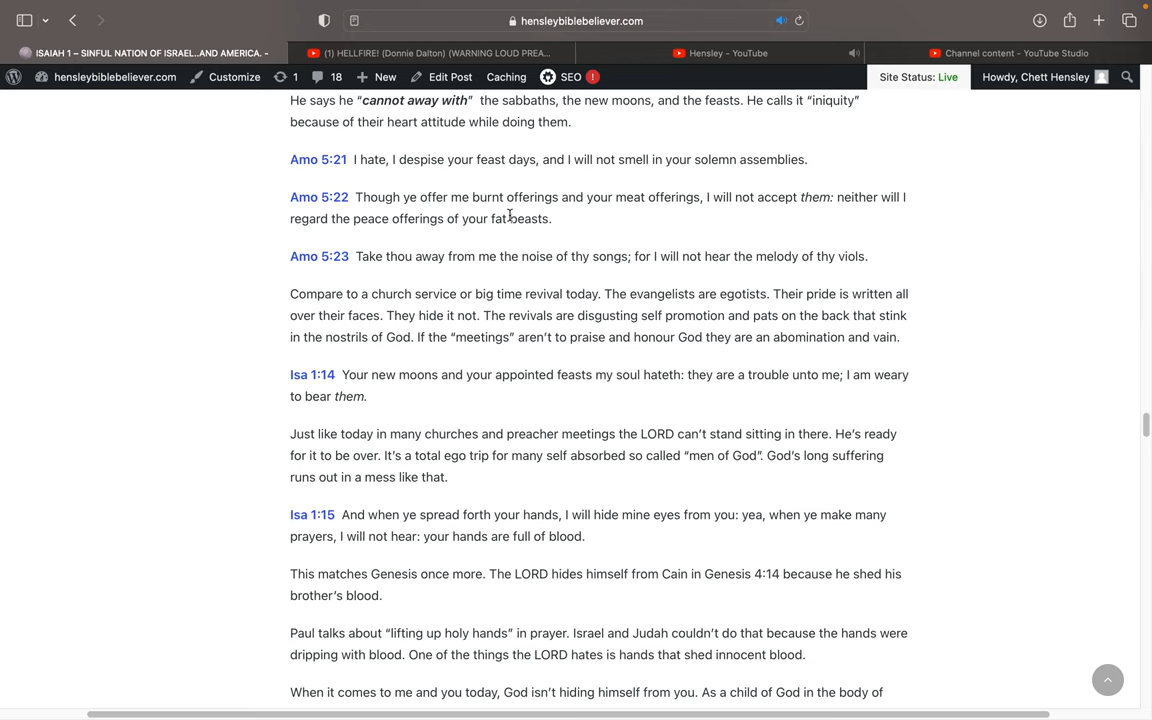 hensleybiblebeliever.com
ISAIAH 1 – SINFUL NATION OF ISRAEL..AND AMERICA. -
(1) HELLFIRE! (Donnie Dalton) (WARNING LOUD PREA...
Hensley - YouTube
Channel content - YouTube Studio
hensleybiblebeliever.com
Customize
1
18
New
Edit Post
Caching
SEO
!
Site Status: Live
Howdy, Chett Hensley
He says he “cannot away with” the sabbaths, the new moons, and the feasts. He calls it “iniquity”
because of their heart attitude while doing them.
Amo 5:21 I hate, I despise your feast days, and I will not smell in your solemn assemblies.
Amo 5:22 Though ye offer me burnt offerings and your meat offerings, I will not accept them: neither will I
regard the peace offerings of your fat beasts.
Amo 5:23 Take thou away from me the noise of thy songs; for I will not hear the melody of thy viols.
Compare to a church service or big time revival today. The evangelists are egotists. Their pride is written all
over their faces. They hide it not. The revivals are disgusting self promotion and pats on the back that stink
in the nostrils of God. If the “meetings” aren’t to praise and honour God they are an abomination and vain.
Isa 1:14 Your new moons and your appointed feasts my soul hateth: they are a trouble unto me; I am weary
to bear them.
Just like today in many churches and preacher meetings the LORD can’t stand sitting in there. He’s ready
for it to be over. It’s a total ego trip for many self absorbed so called “men of God”. God’s long suffering
runs out in a mess like that.
Isa 1:15 And when ye spread forth your hands, I will hide mine eyes from you: yea, when ye make many
prayers, I will not hear: your hands are full of blood.
This matches Genesis once more. The LORD hides himself from Cain in Genesis 4:14 because he shed his
brother’s blood.
Paul talks about “lifting up holy hands” in prayer. Israel and Judah couldn’t do that because the hands were
dripping with blood. One of the things the LORD hates is hands that shed innocent blood.
When it comes to me and you today, God isn’t hiding himself from you. As a child of God in the body of